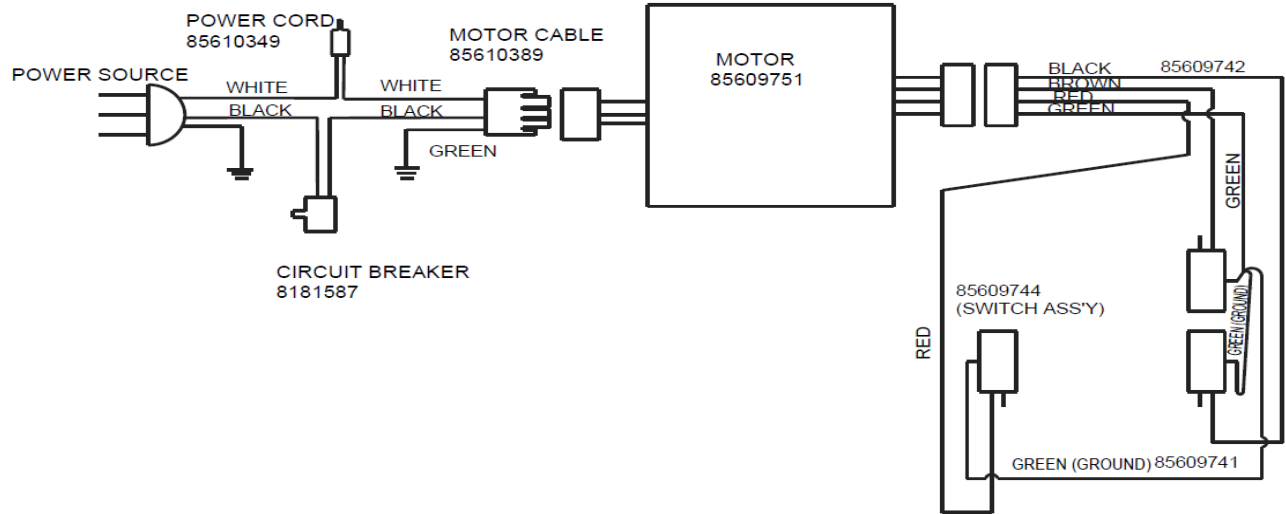 POWER CORD
85610349
MOTOR CABLE
85610389
POWER SOURCE
WHITE
BLACK
WHITE
BLACK
GREEN
CIRCUIT BREAKER
8181587
MOTOR
85609751
BLACK
85609742
BROWN
RED
GREEN
GREEN
85609744
(SWITCH ASS'Y)
GREEN (GROUND)
RED
GREEN (GROUND) 85609741